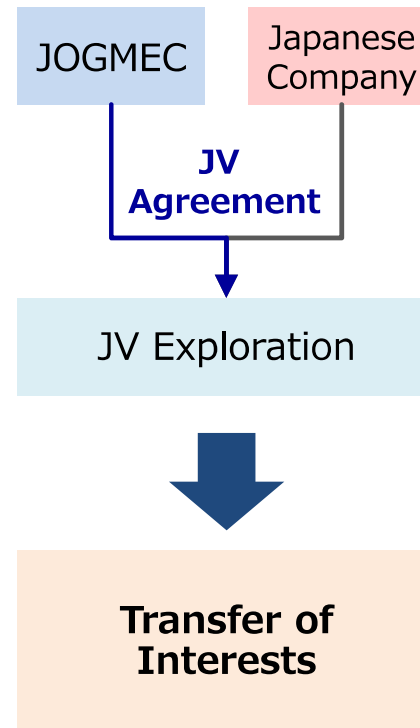 JOGMEC
Japanese
Company
JV
Agreement
JV Exploration
Transfer of
Interests